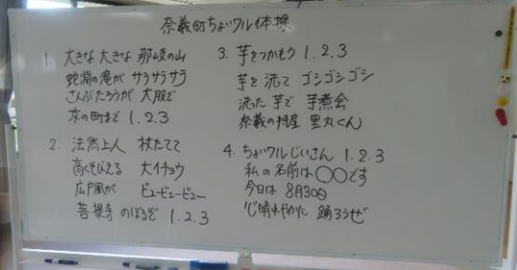 奈義町ちょいワル体操
1. 大きな 大きな 那岐の山
蛇淵の滝が サラサラサラ
さんぶたろうが 大股で
京の町まで 1.2.3
2. 法然上人 杖たてて
高くそびえる 大イチョウ
広戸風が ビュービュービュー
菩提寺 のぼるぞ 1.2.3
3. 芋をつかもう 1.2.3
芋を洗って ゴシゴシゴシ
洗た芋で 芋煮会
奈義の特産 里丸くん
4. ちょいワルじいさん 1.2.3
私の名前は〇〇です
今日は 8月30日
心晴れやかに 踊ろうぜ